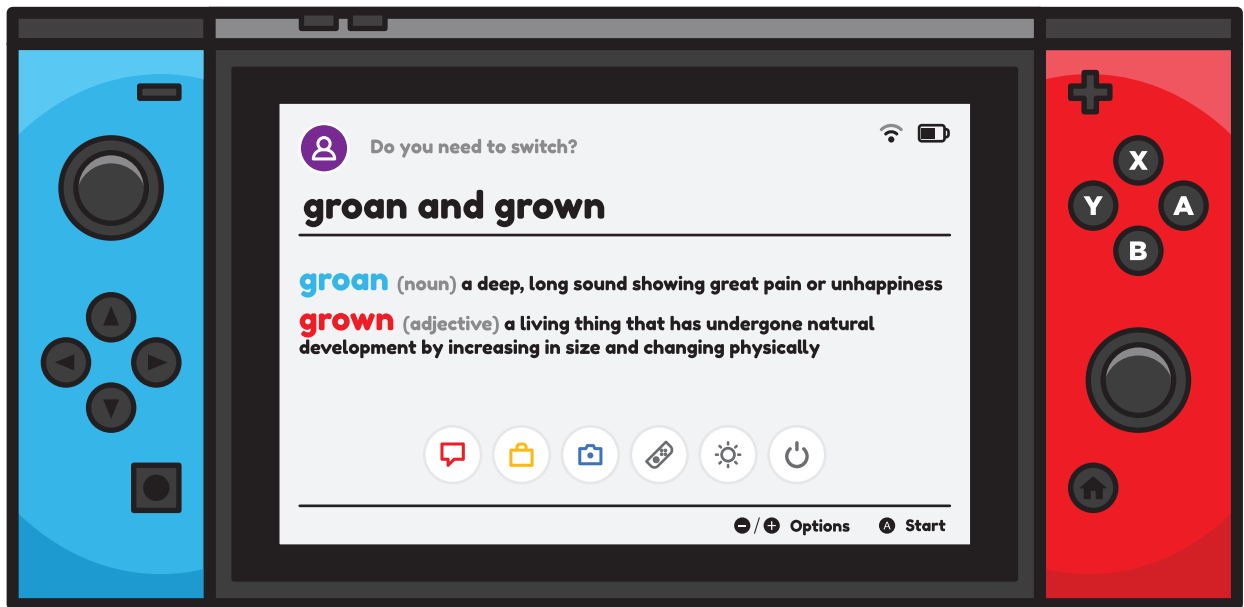 Do you need to switch?
groan and grown
groan (noun) a deep, long sound showing great pain or unhappiness
grown (adjective) a living thing that has undergone natural
development by increasing in size and changing physically
X
Y A
B
/ Options A Start